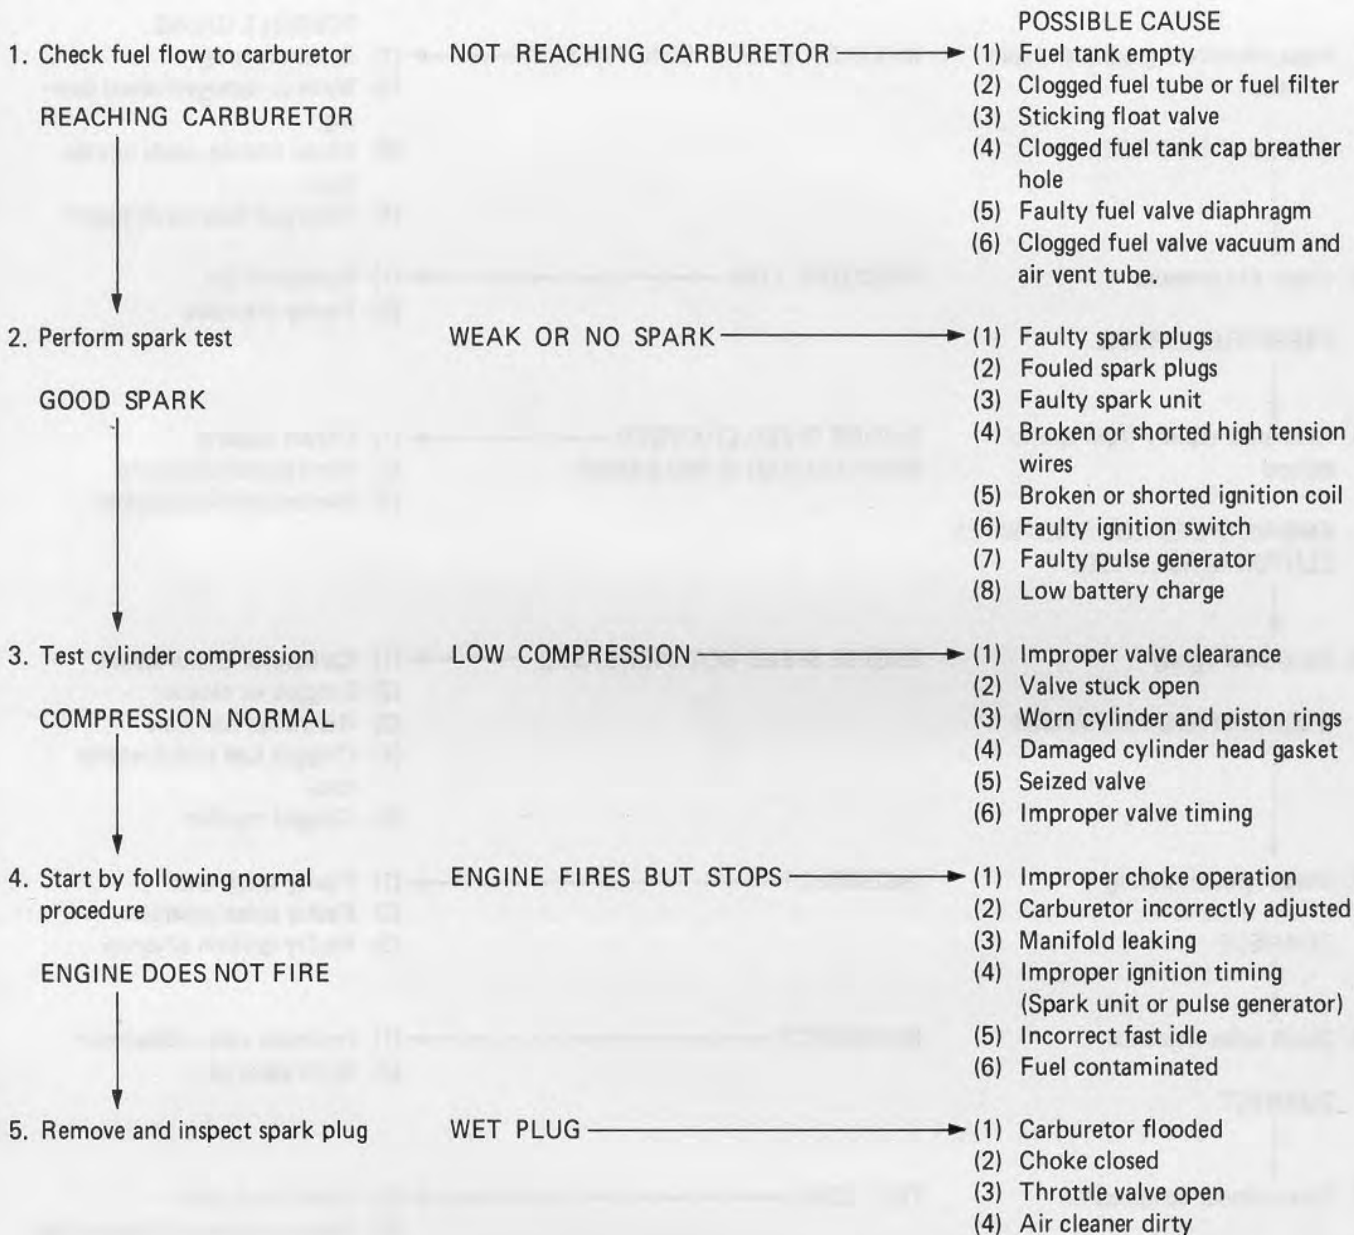 POSSIBLE CAUSE
1. Check fuel flow to carburetor NOT REACHING CARBURETOR (1) Fuel tank empty
(2) Clogged fuel tube or fuel filter
REACHING CARBURETOR (3) Sticking float valve
(4) Clogged fuel tank cap breather
hole
(5) Faulty fuel valve diaphragm
(6) Clogged fuel valve vacuum and
air vent tube.
2. Perform spark test WEAK OR NO SPARK (1) Faulty spark plugs
(2) Fouled spark plugs
GOOD SPARK (3) Faulty spark unit
(4) Broken or shorted high tension
wires
(5) Broken or shorted ignition coil
(6) Faulty ignition switch
(7) Faulty pulse generator
(8) Low battery charge
3. Test cylinder compression LOW COMPRESSION (1) Improper valve clearance
(2) Valve stuck open
COMPRESSION NORMAL (3) Worn cylinder and piston rings
(4) Damaged cylinder head gasket
(5) Seized valve
(6) Improper valve timing
4. Start by following normal ENGINE FIRES BUT STOPS (1) Improper choke operation
procedure (2) Carburetor incorrectly adjusted
(3) Manifold leaking
ENGINE DOES NOT FIRE (4) Improper ignition timing
(Spark unit or pulse generator)
(5) Incorrect fast idle
(6) Fuel contaminated
5. Remove and inspect spark plug WET PLUG (1) Carburetor flooded
(2) Choke closed
(3) Throttle valve open
(4) Air cleaner dirty